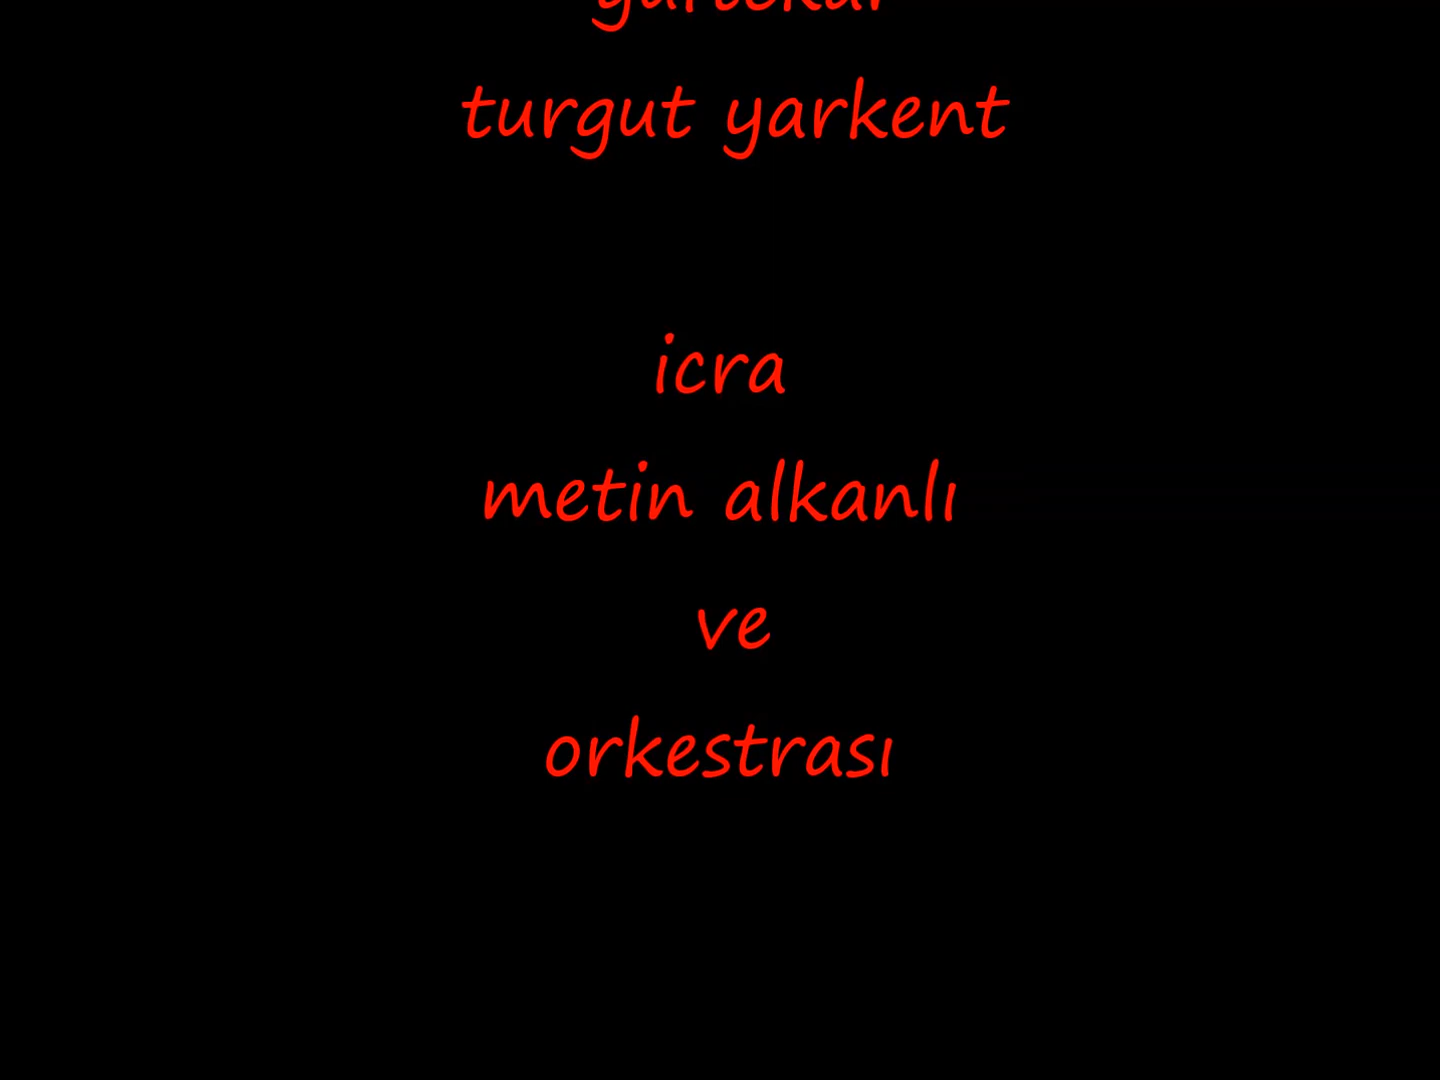 turgut yarkent
icra
metin alkanlı
ve
orkestrası